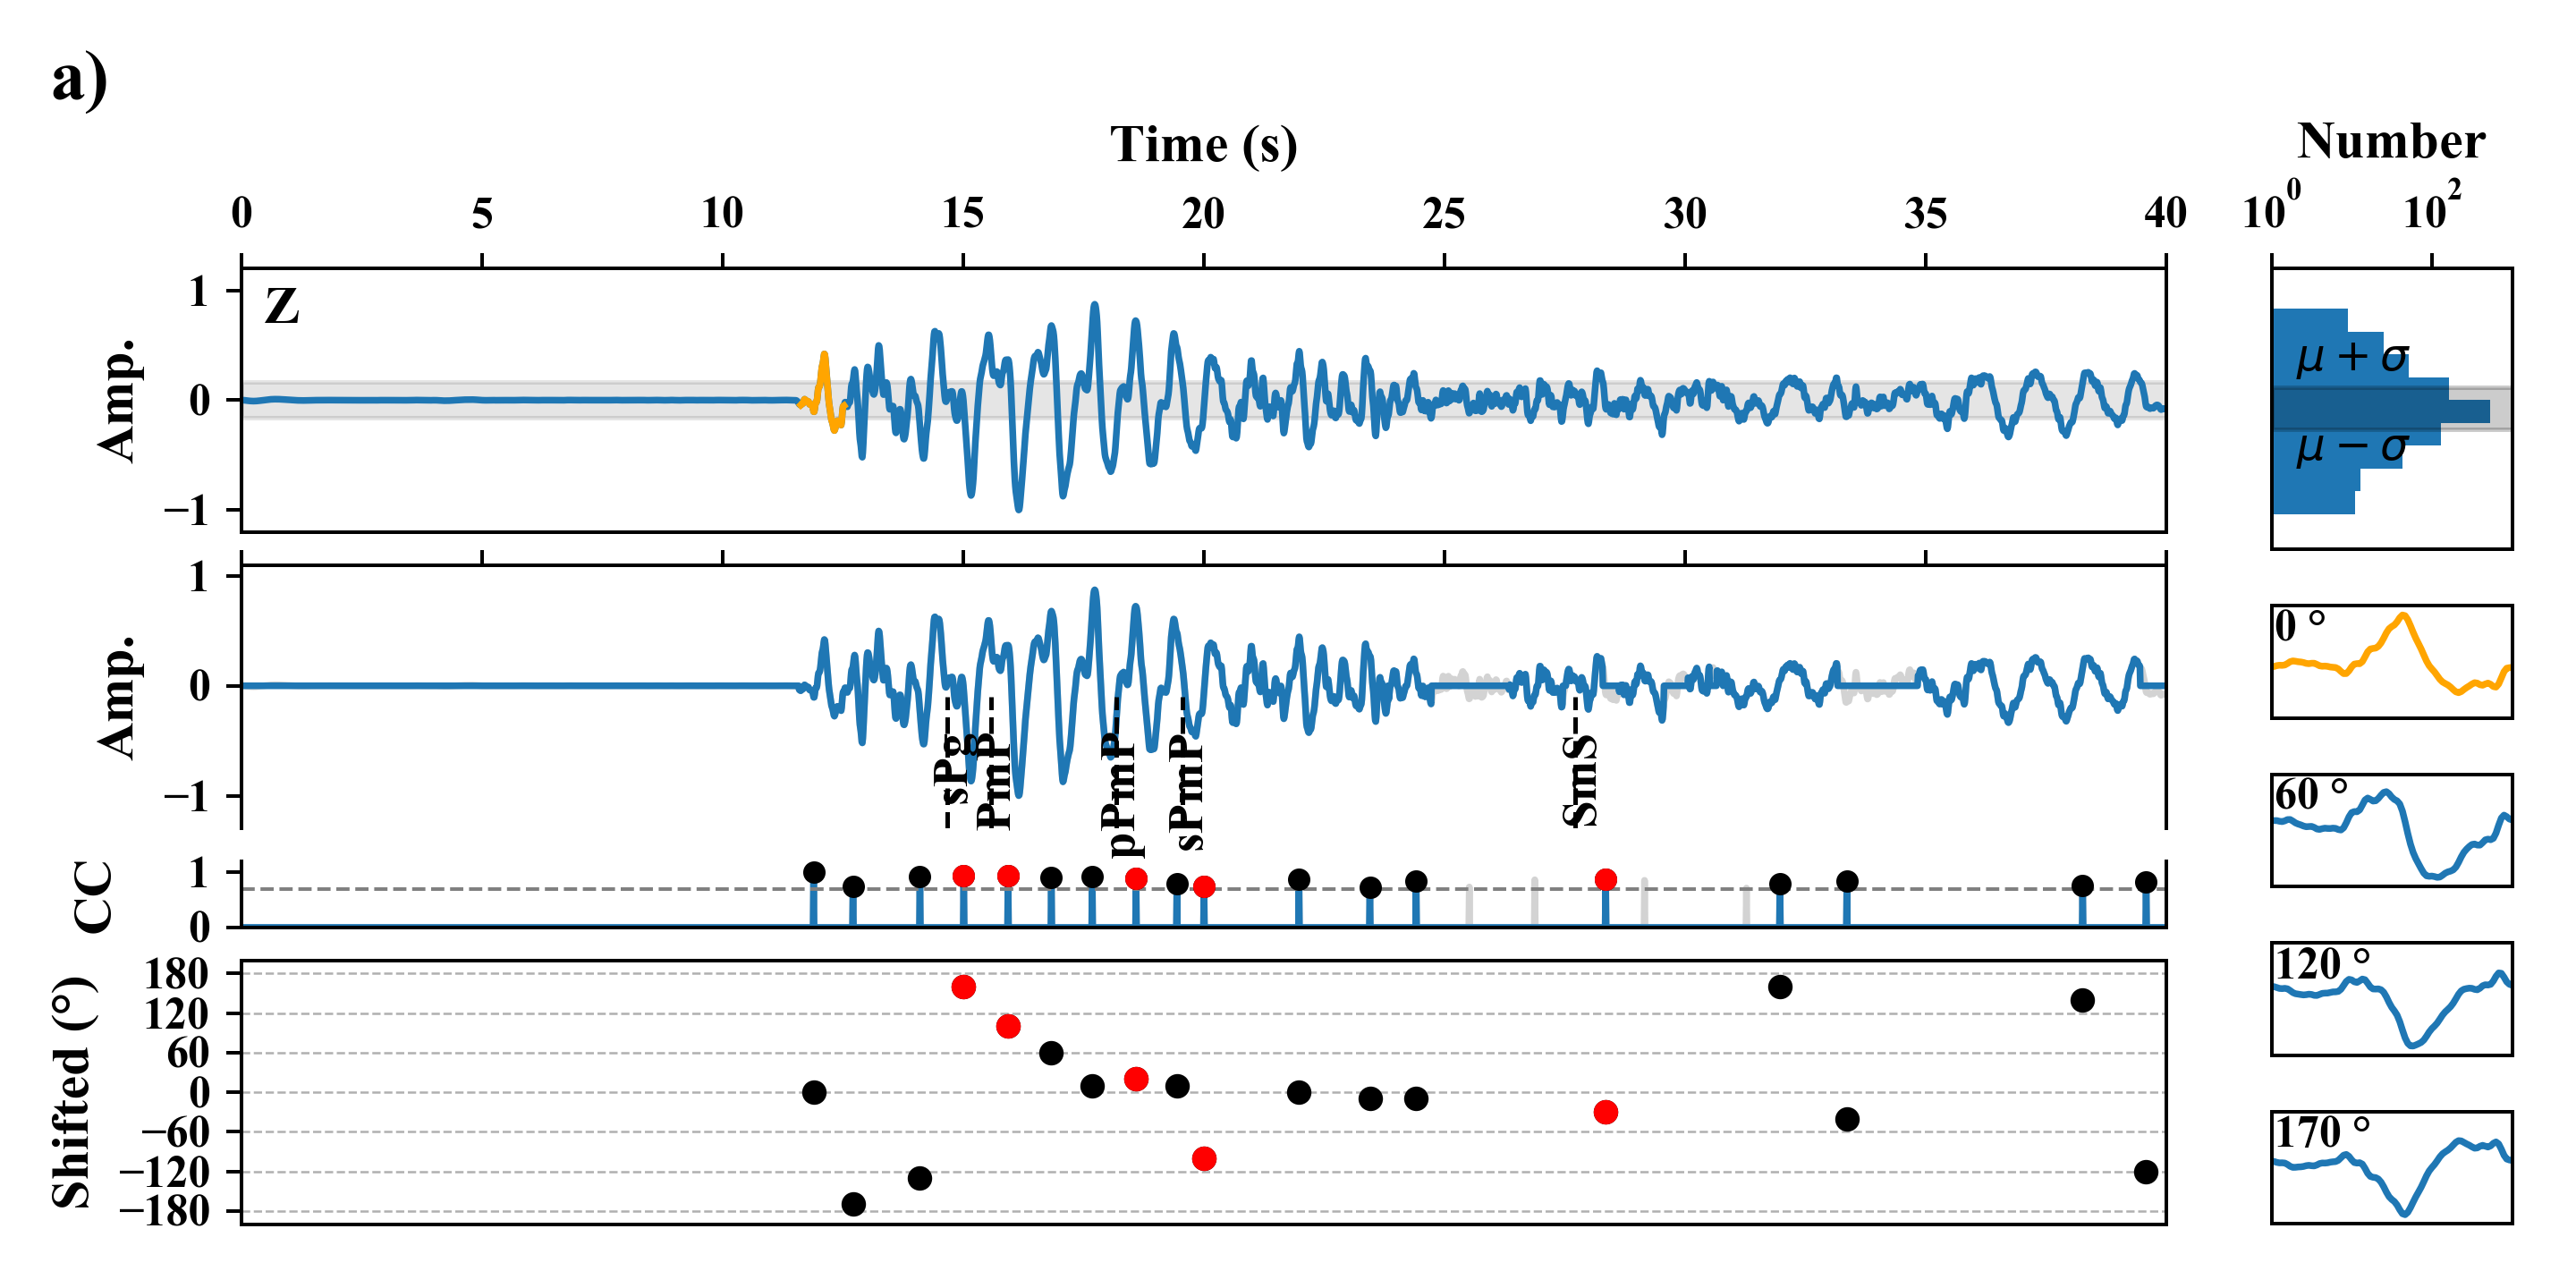 a)
Time (s)
Number
0 5 10 15 20 25 30 35 40
10^0 10^2
Z
Amp.
1
0
−1
μ + σ
μ − σ
Amp.
1
0
−1
sPg
PmP
pPmP
sPmP
SmS
CC
1
0
Shifted (°)
180
120
60
0
−60
−120
−180
0 °
60 °
120 °
170 °